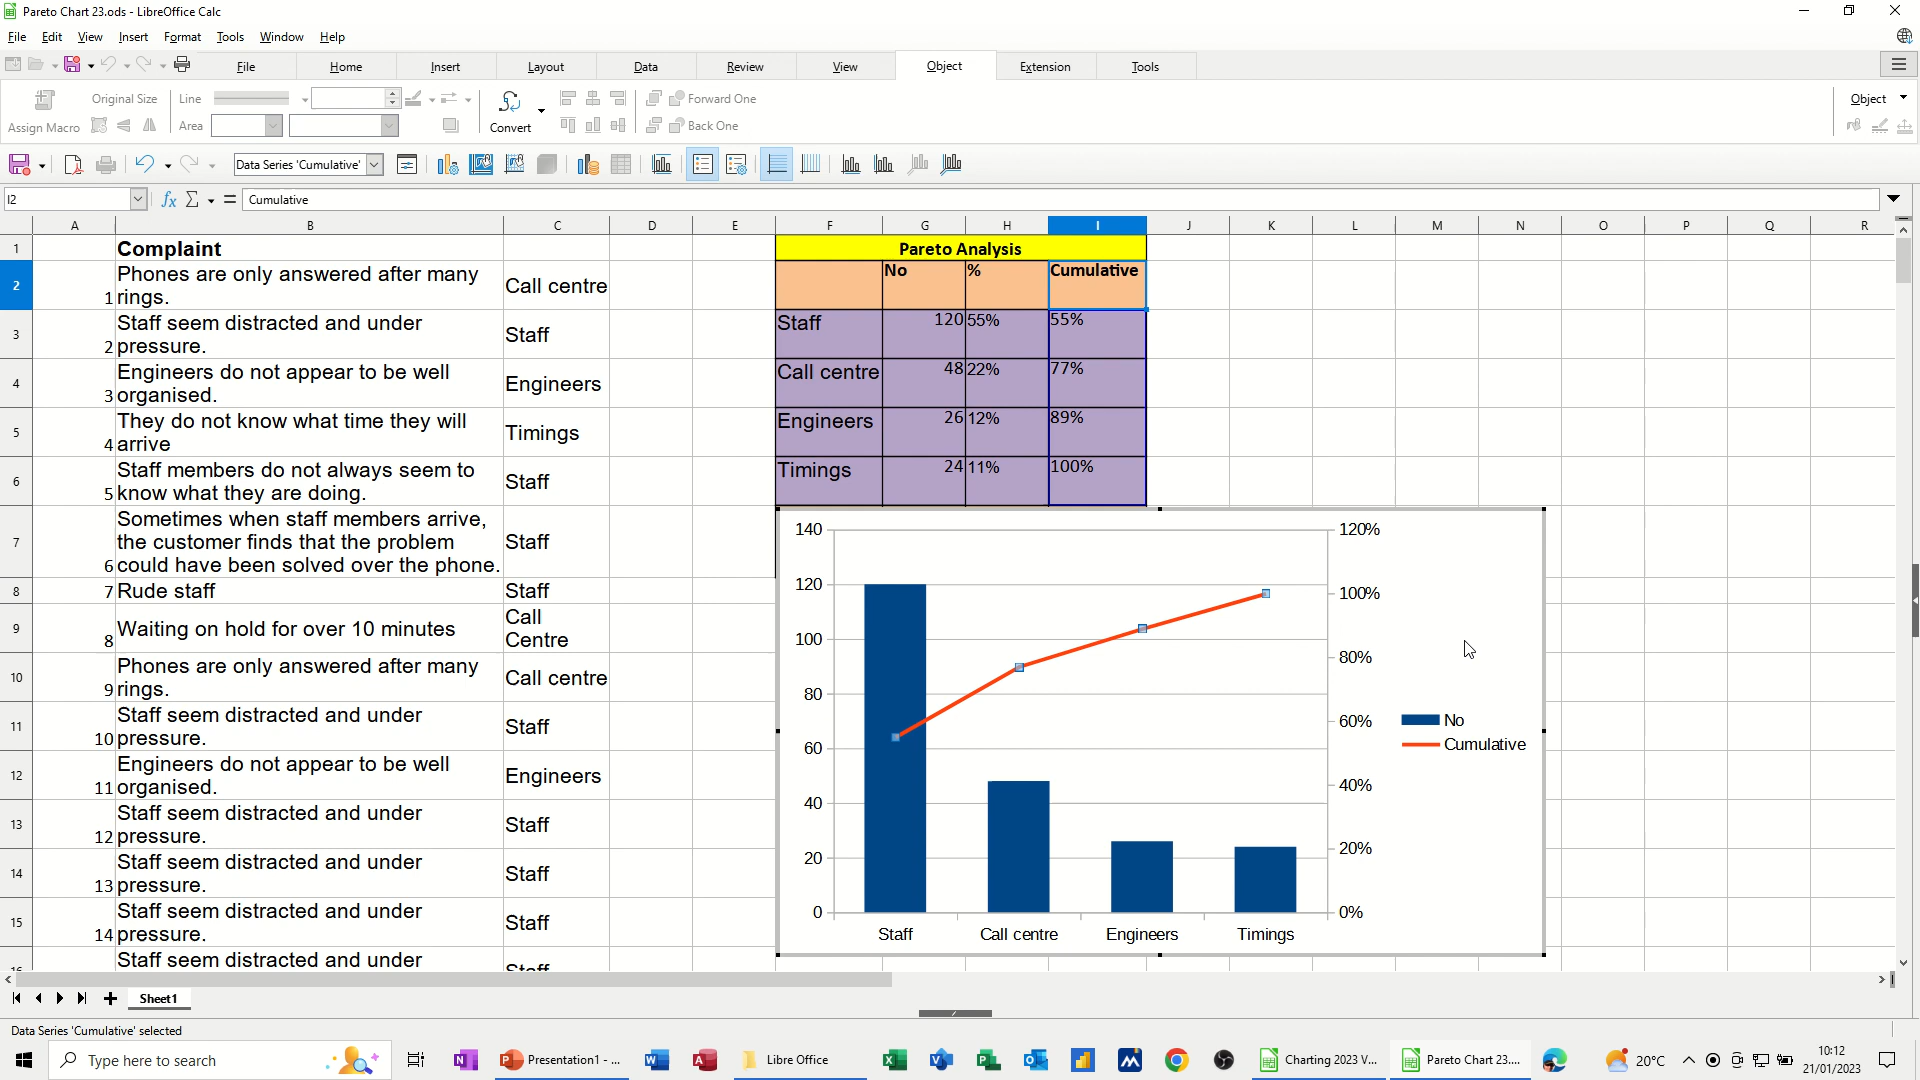 Pareto Chart 23.ods - LibreOffice Calc
File Edit View Insert Format Tools Window Help
File Home Insert Layout Data Review View Object Extension Tools
Assign Macro
Original Size
Line
Area
Convert
Forward One
Back One
Object
Data Series 'Cumulative'
I2
fx Σ =
Cumulative
A B C D E F G H I J K L M N O P Q R
1 Complaint Pareto Analysis
2 1 Phones are only answered after many
rings.
Call centre
No % Cumulative
3 2 Staff seem distracted and under
pressure.
Staff
Staff 120 55% 55%
4 3 Engineers do not appear to be well
organised.
Engineers
Call centre 48 22% 77%
5 4 They do not know what time they will
arrive
Timings
Engineers 26 12% 89%
6 5 Staff members do not always seem to
know what they are doing.
Staff
Timings 24 11% 100%
7 6 Sometimes when staff members arrive,
the customer finds that the problem
could have been solved over the phone.
Staff
8 7 Rude staff Staff
9 8 Waiting on hold for over 10 minutes
Call
Centre
10 9 Phones are only answered after many
rings.
Call centre
11 10 Staff seem distracted and under
pressure.
Staff
12 11 Engineers do not appear to be well
organised.
Engineers
13 12 Staff seem distracted and under
pressure.
Staff
14 13 Staff seem distracted and under
pressure.
Staff
15 14 Staff seem distracted and under
pressure.
Staff
16 Staff seem distracted and under
Staff
140 120%
120 100%
100
80%
80
60%
60
40%
40
20%
20
0 0%
Staff Call centre Engineers Timings
No
Cumulative
Sheet1
Data Series 'Cumulative' selected
Type here to search
Presentation1 - ...
Libre Office
Charting 2023 V...
Pareto Chart 23....
20°C
10:12
21/01/2023